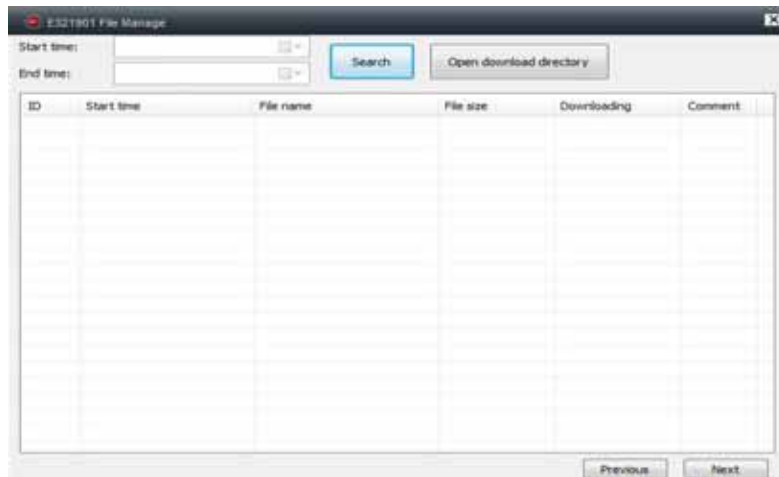 E321901 File Manage
Start time:
Search
Open download directory
End time:
ID Start time File name File size Downloading Comment
Previous Next